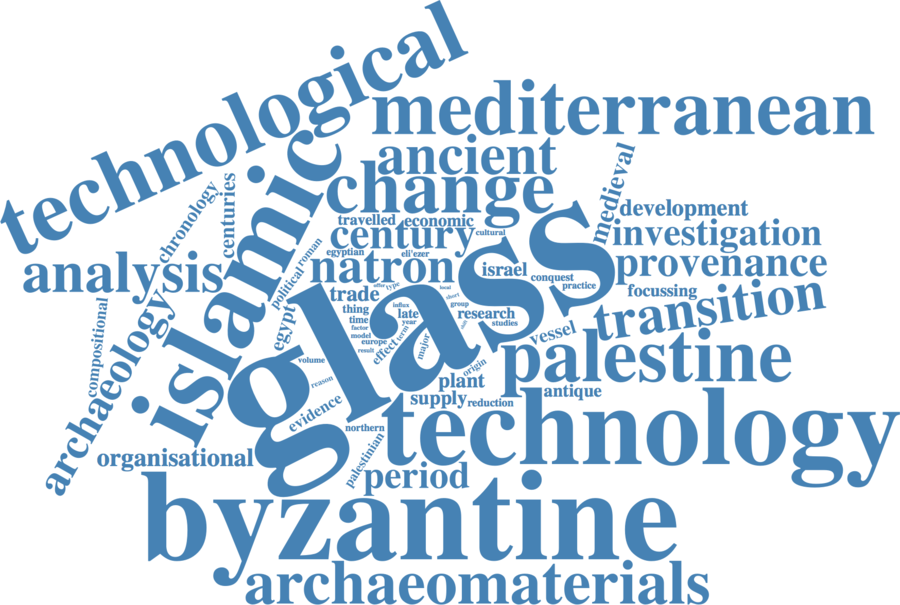 technological
mediterranean
ancient
change
islamic
medieval
chronology
centuries
development
travelled
economic
century
cultural
investigation
egyptian
eli'ezer
roman
political
analysis
natron
israel
conquest
practice
provenance
focussing
trade
offer
type
local
short
group
influx
thing
late
research
year
time
studies
transition
glass
egypt
factor
model
term
shift
vessel
europe
result
effect
major
compositional
archaeology
volume
origin
palestine
reason
plant
antique
supply
reduction
evidence
northern
technology
organisational
palestinian
period
byzantine
archaeomaterials